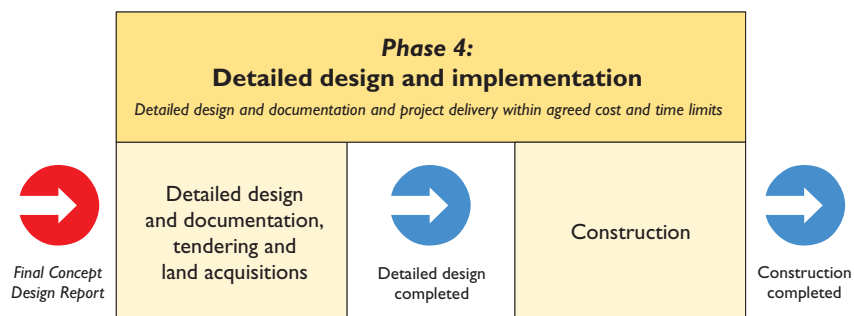 Phase 4:
Detailed design and implementation
Detailed design and documentation and project delivery within agreed cost and time limits
Final Concept
Design Report
Detailed design
and documentation,
tendering and
land acquisitions
Detailed design
completed
Construction
Construction
completed